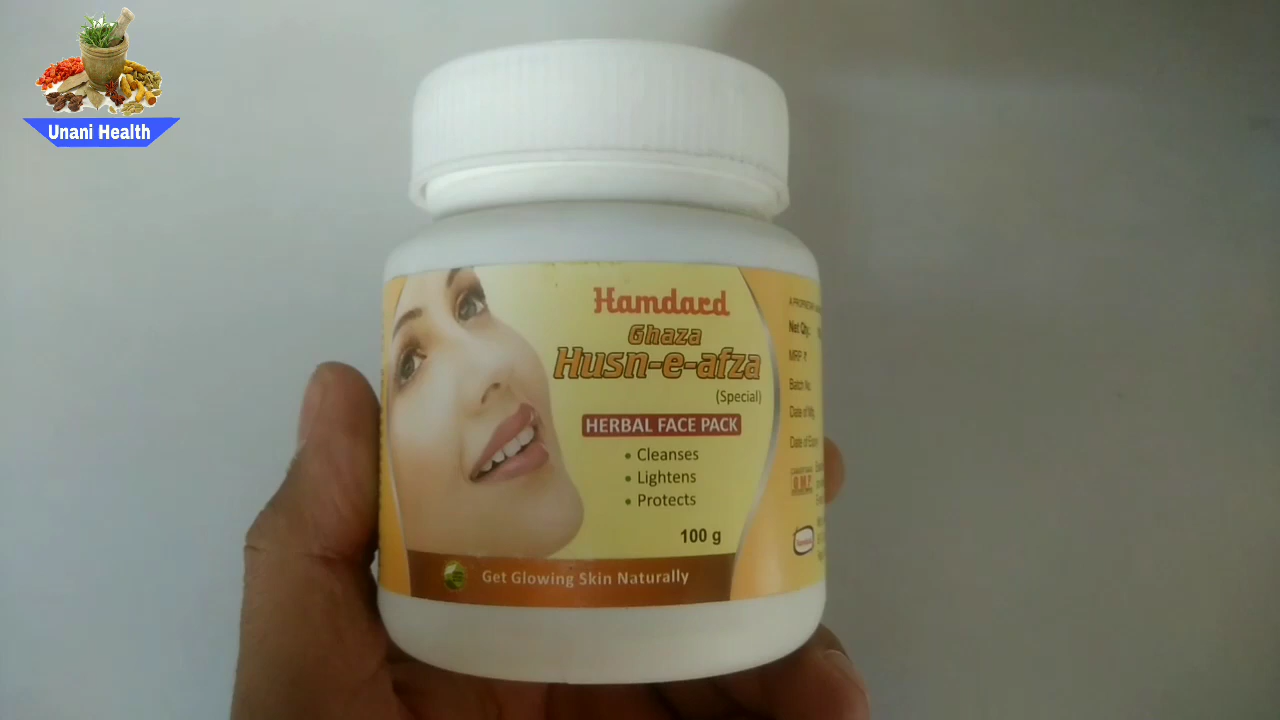 Unani Health
Hamdard
Ghaza
Husn-e-afza
(Special)
HERBAL FACE PACK
• Cleanses
• Lightens
• Protects
100 g
Get Glowing Skin Naturally
Net Qty.
MRP ₹
Batch No.
Date of Mfg
Date of